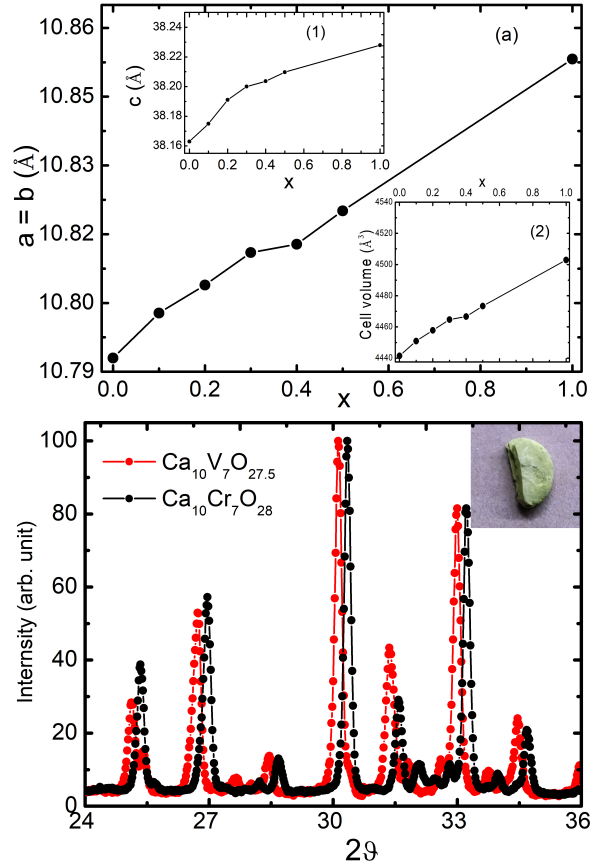 10.86
10.85
10.83
10.82
10.80
10.79
a = b (Å)
0.0 0.2 0.4 0.6 0.8 1.0
x
(a)
38.24
38.22
38.20
38.18
38.16
c (Å)
(1)
0.0 0.2 0.4 0.6 0.8 1.0
x
x
0.0 0.2 0.4 0.6 0.8 1.0
4540
4500
4460
4440
Cell volume (Å³)
(2)
100
80
60
40
20
0
Internsity (arb. unit)
Ca₁₀V₇O₂₇.₅
Ca₁₀Cr₇O₂₈
24 27 30 33 36
2ϑ